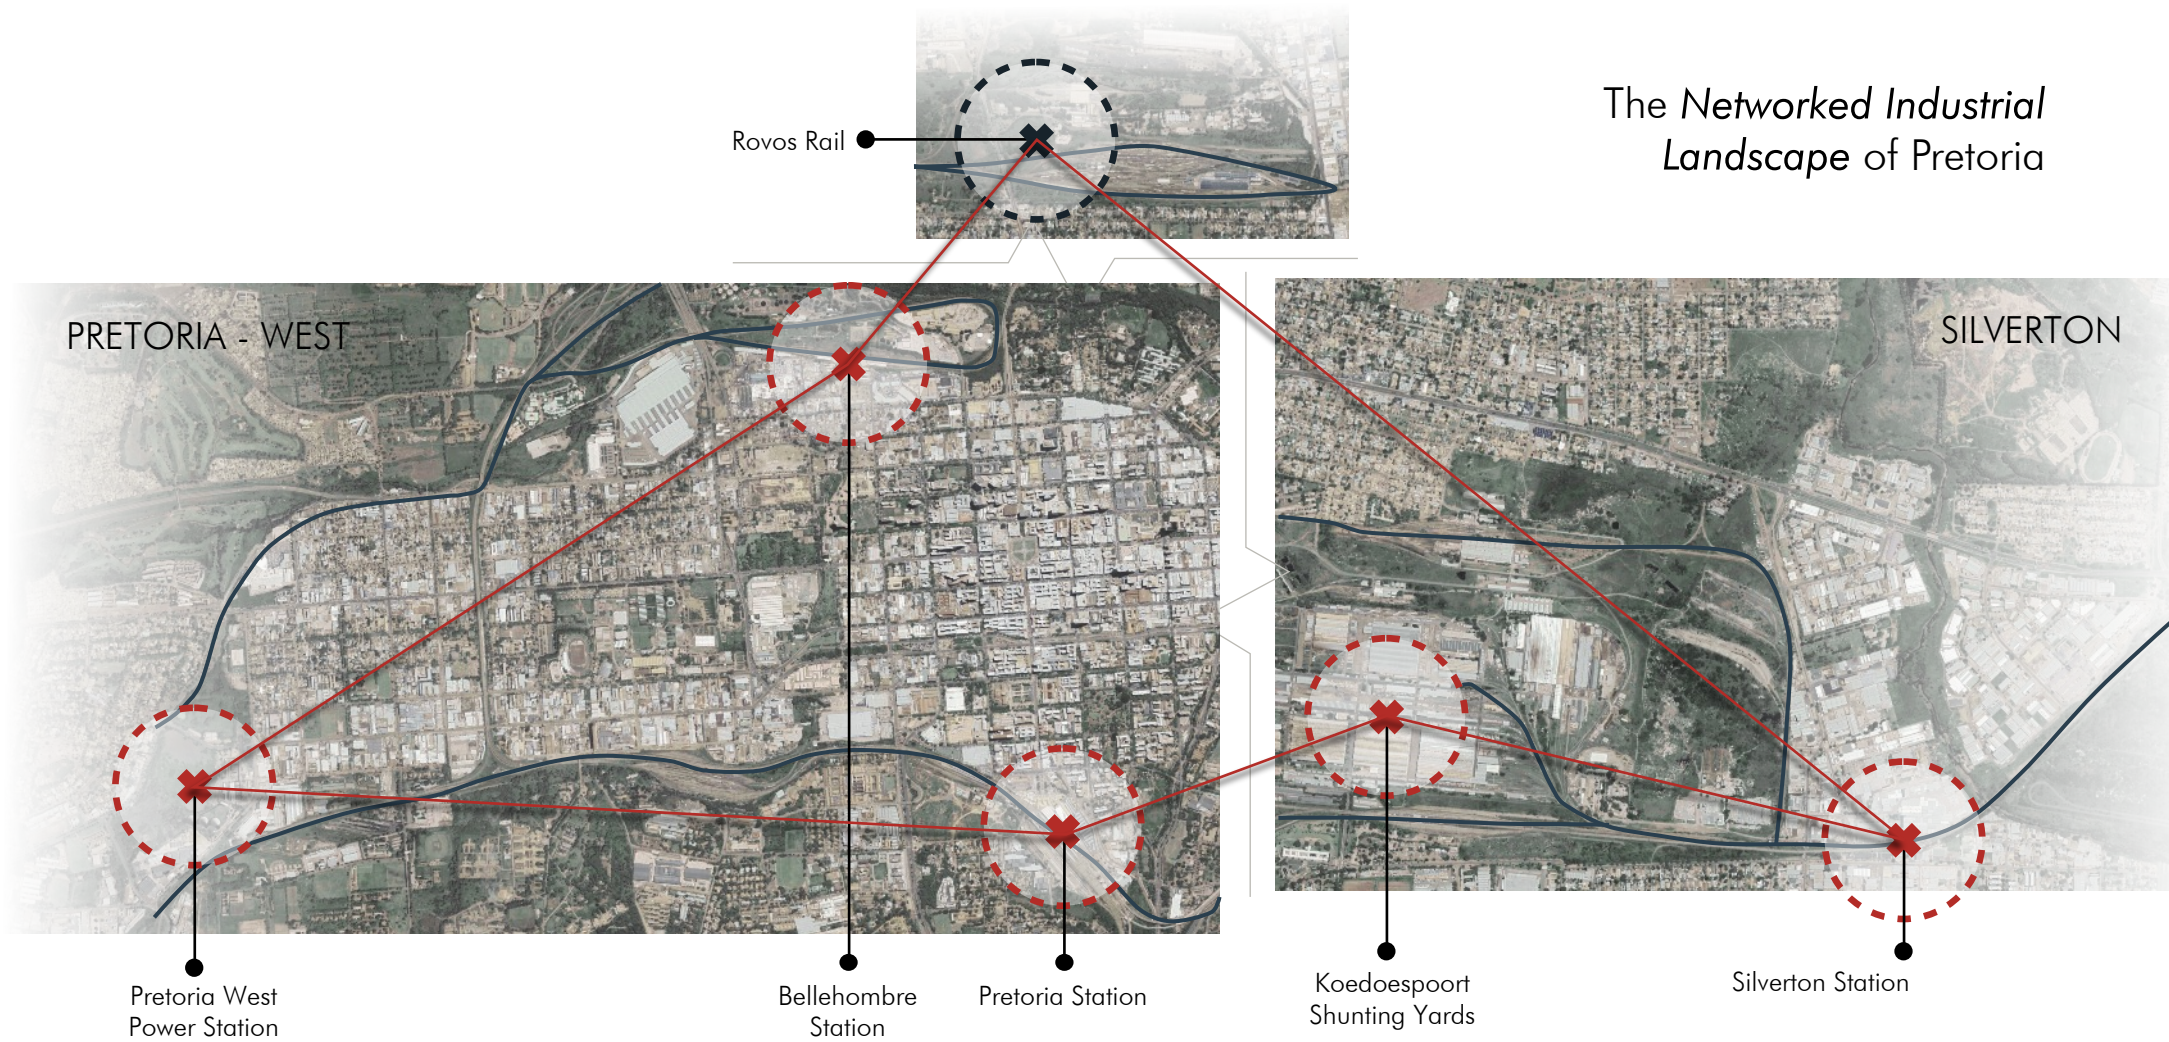 The Networked Industrial
Landscape of Pretoria
Rovos Rail
PRETORIA - WEST
SILVERTON
Pretoria West
Power Station
Bellehombre
Station
Pretoria Station
Koedoespoort
Shunting Yards
Silverton Station